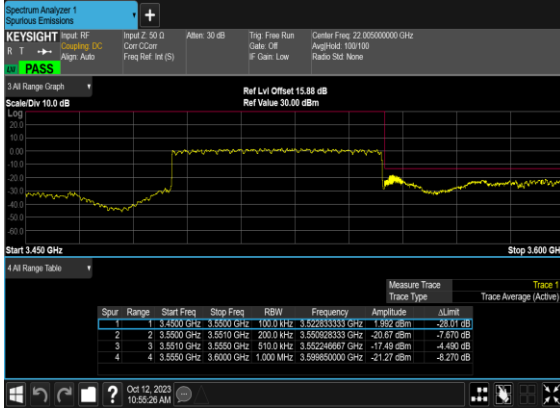 Spectrum Analyzer 1
Spurious Emissions
+
KEYSIGHT Input: RF Input Z: 50 Ω Atten: 30 dB Trig: Free Run Center Freq: 22.005000000 GHz
R T Coupling: DC Corr CCorr Gate: Off Avg|Hold: 100/100
Align: Auto Freq Ref: Int (S) IF Gain: Low Radio Std: None
PASS
3 All Range Graph
Ref Lvl Offset 15.88 dB
Scale/Div 10.0 dB Ref Value 30.00 dBm
Log
20.0
10.0
0.00
-10.0
-20.0
-30.0
-40.0
-50.0
-60.0
Start 3.450 GHz Stop 3.600 GH
4 All Range Table
Measure Trace Trace 1
Trace Type Trace Average (Active)
Spur Range Start Freq Stop Freq RBW Frequency Amplitude ΔLimit
1 1 3.4500 GHz 3.5500 GHz 100.0 kHz 3.522833333 GHz 1.992 dBm -28.01 dB
2 2 3.5500 GHz 3.5510 GHz 200.0 kHz 3.550928333 GHz -20.67 dBm -7.670 dB
3 3 3.5510 GHz 3.5550 GHz 510.0 kHz 3.552246667 GHz -17.49 dBm -4.490 dB
4 4 3.5550 GHz 3.6000 GHz 1.000 MHz 3.599850000 GHz -21.27 dBm -8.270 dB
? Oct 12, 2023
10:55:26 AM